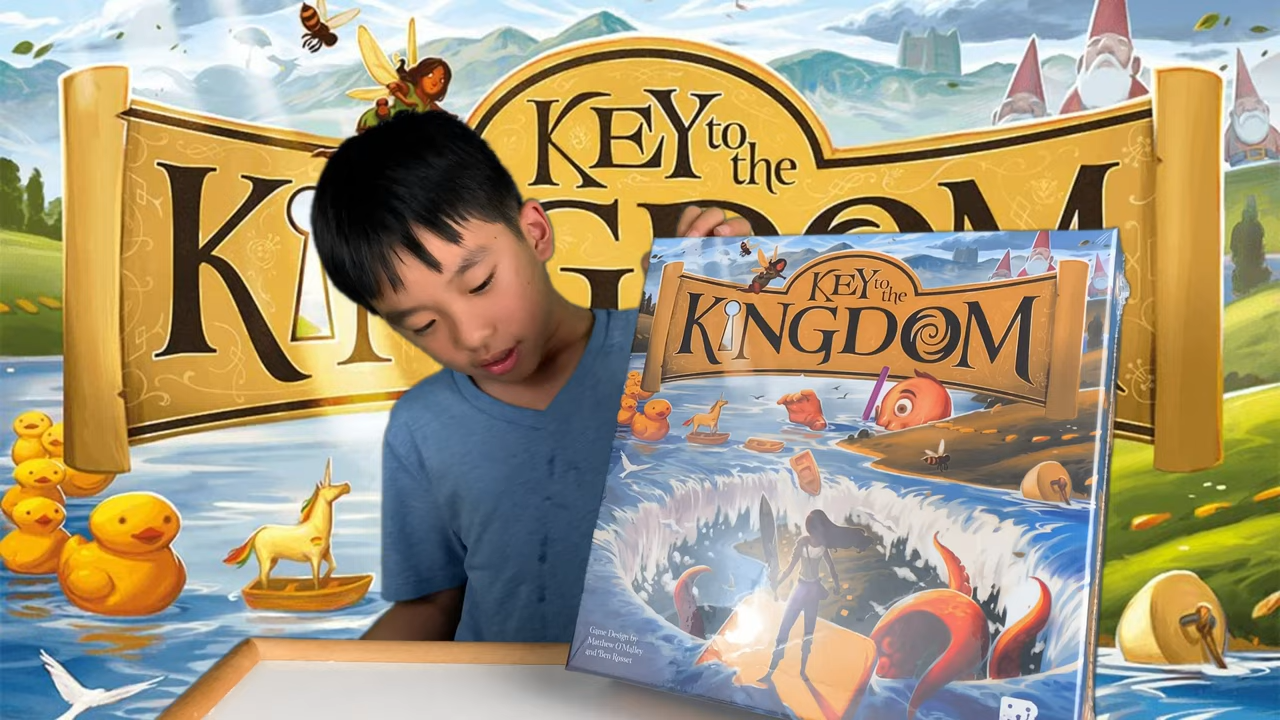 KEY to the
KiNGDOM
KEY to the
KiNGDOM
Game Design by
Matthew O'Malley
and Ben Rosset